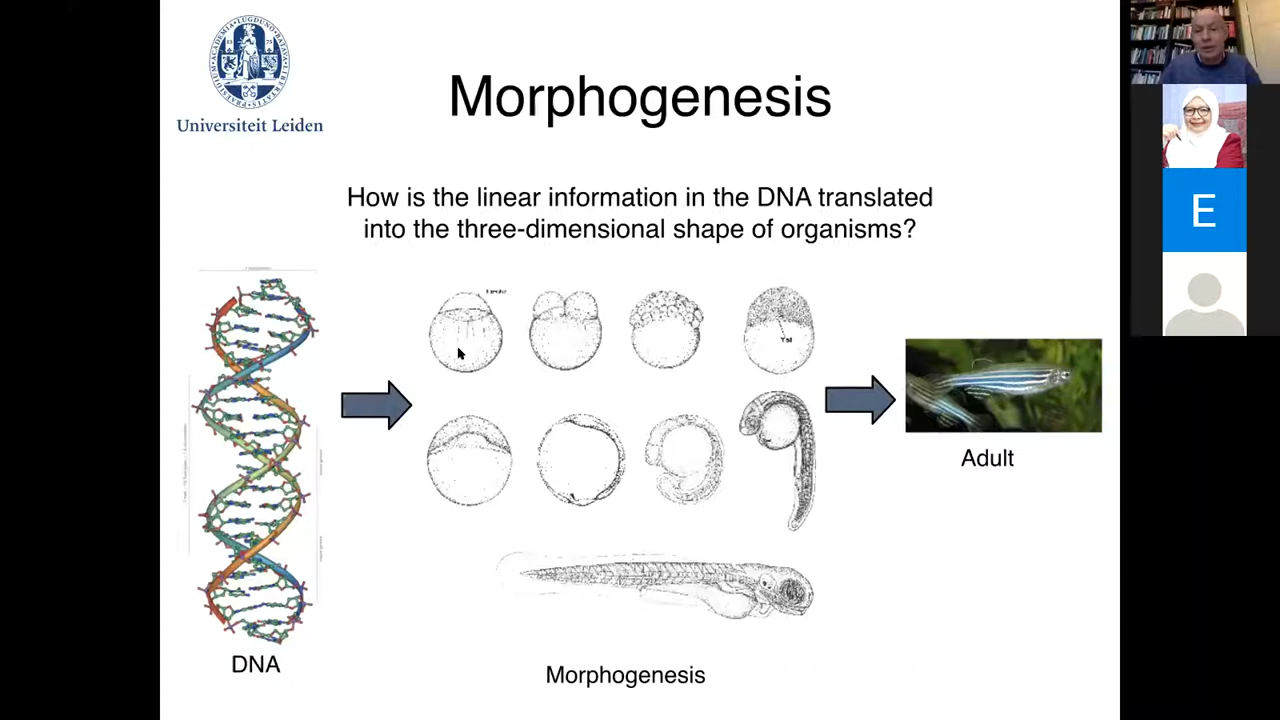 Universiteit Leiden
Morphogenesis
How is the linear information in the DNA translated
into the three-dimensional shape of organisms?
E
Ysl
Adult
DNA
Morphogenesis